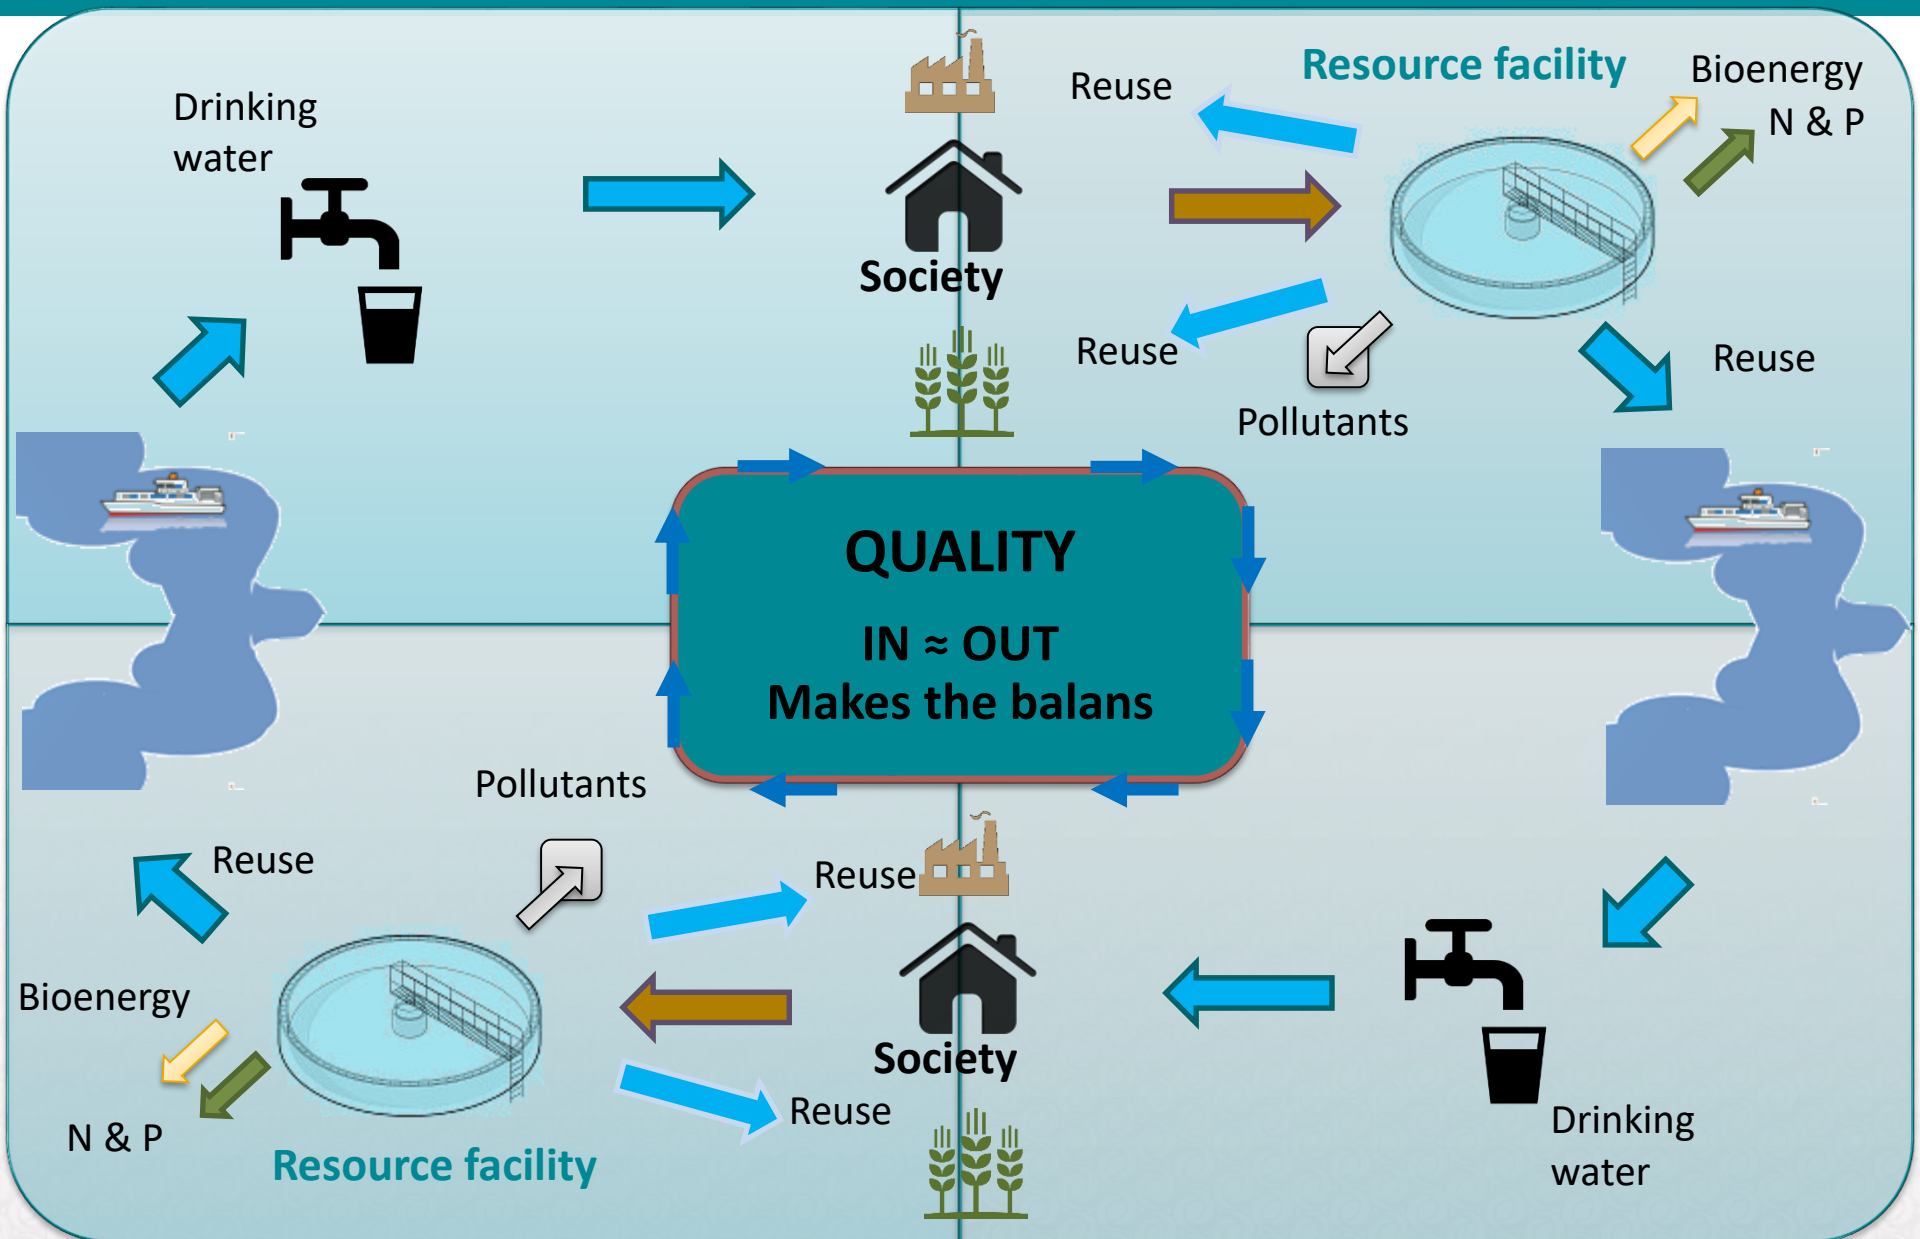 Drinking
water
Society
Reuse
Resource facility
Bioenergy
N & P
Reuse
Pollutants
Reuse
QUALITY
IN ≈ OUT
Makes the balans
Pollutants
Reuse
Reuse
Bioenergy
N & P
Resource facility
Society
Reuse
Drinking
water